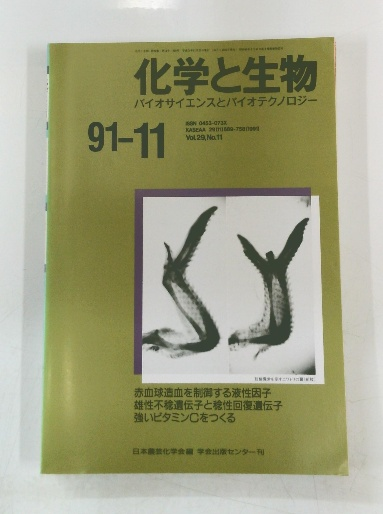 化学と生物
バイオサイエンスとバイオテクノロジー
91-11
ISSN 0453-073X
Vol.29, No.11
赤血球造血を制御する液性因子
雄性不稔遺伝子と稔性回復遺伝子
強いビタミンCをつくる
日本農芸化学会編 学会出版センター刊